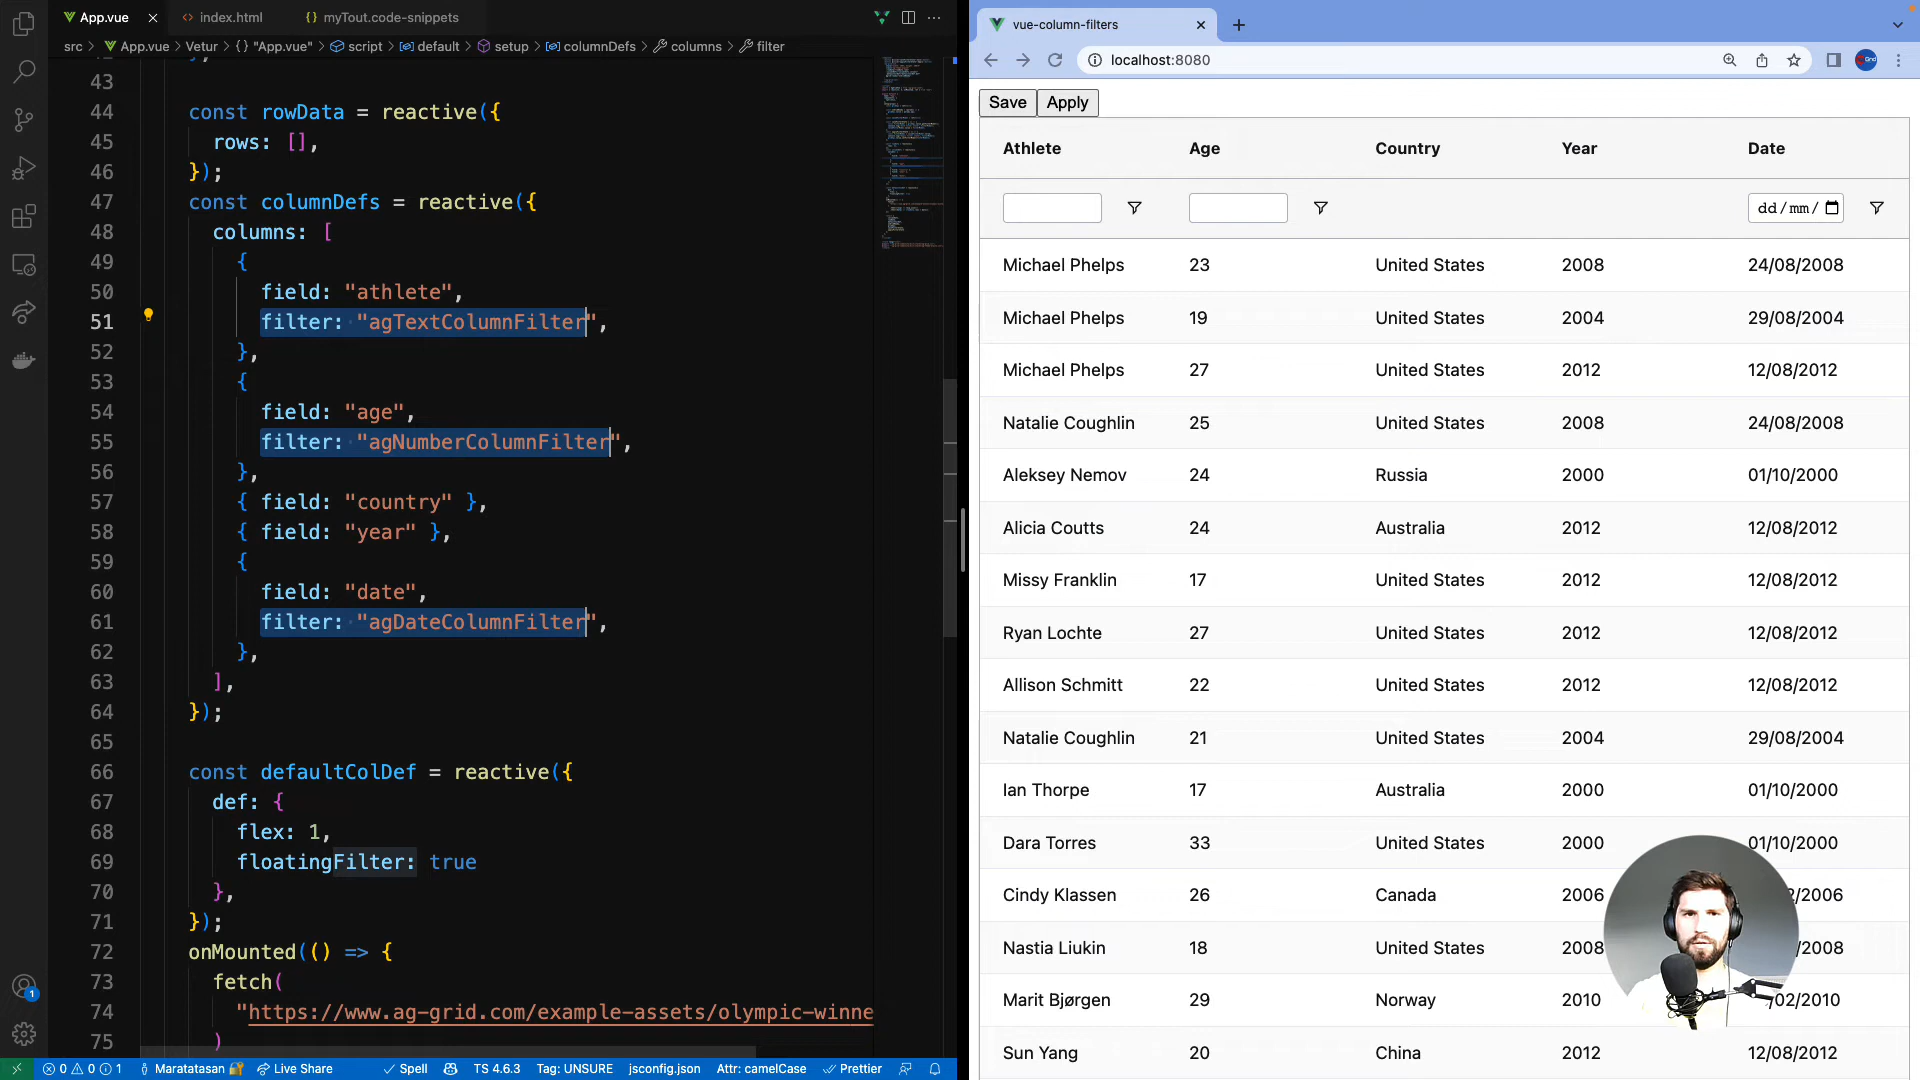 App.vue
index.html
myTout.code-snippets
src > App.vue > Vetur > {} "App.vue" > script > default > setup > columnDefs > columns > filter
43
44 const rowData = reactive({
45 rows: [],
46 });
47 const columnDefs = reactive({
48 columns: [
49 {
50 field: "athlete",
51 filter: "agTextColumnFilter",
52 },
53 {
54 field: "age",
55 filter: "agNumberColumnFilter",
56 },
57 { field: "country" },
58 { field: "year" },
59 {
60 field: "date",
61 filter: "agDateColumnFilter",
62 },
63 ],
64 });
65
66 const defaultColDef = reactive({
67 def: {
68 flex: 1,
69 floatingFilter: true
70 },
71 });
72 onMounted(() => {
73 fetch(
74 "https://www.ag-grid.com/example-assets/olympic-winne
75 )
1
0 0 1 Maratatasan Live Share Spell TS 4.6.3 Tag: UNSURE jsconfig.json Attr: camelCase Prettier
vue-column-filters
localhost:8080
Save Apply
Athlete Age Country Year Date
dd/mm/
Michael Phelps 23 United States 2008 24/08/2008
Michael Phelps 19 United States 2004 29/08/2004
Michael Phelps 27 United States 2012 12/08/2012
Natalie Coughlin 25 United States 2008 24/08/2008
Aleksey Nemov 24 Russia 2000 01/10/2000
Alicia Coutts 24 Australia 2012 12/08/2012
Missy Franklin 17 United States 2012 12/08/2012
Ryan Lochte 27 United States 2012 12/08/2012
Allison Schmitt 22 United States 2012 12/08/2012
Natalie Coughlin 21 United States 2004 29/08/2004
Ian Thorpe 17 Australia 2000 01/10/2000
Dara Torres 33 United States 2000 01/10/2000
Cindy Klassen 26 Canada 2006 /2006
Nastia Liukin 18 United States 2008 /2008
Marit Bjørgen 29 Norway 2010 /02/2010
Sun Yang 20 China 2012 12/08/2012